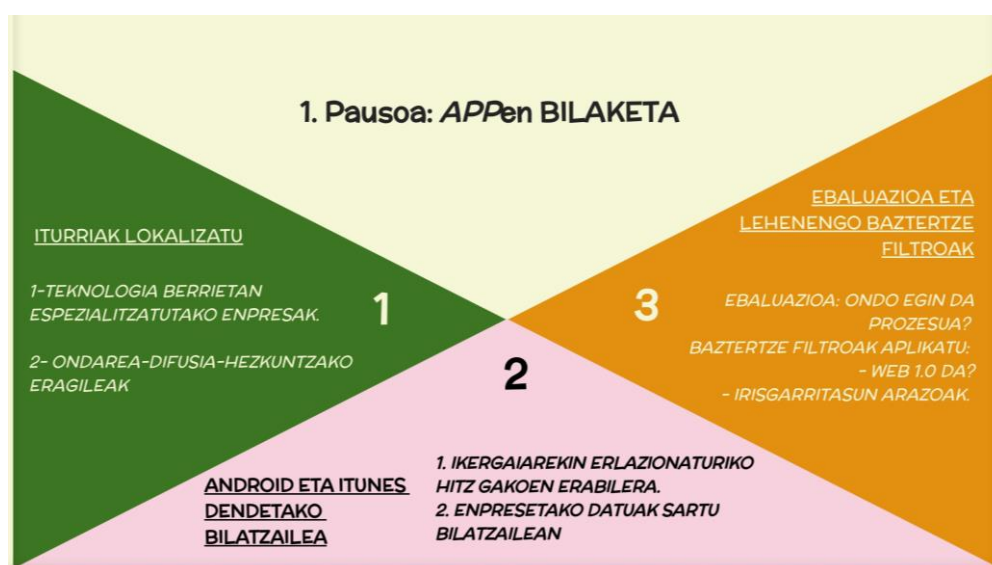 1. Pausoa: APPen BILAKETA
ITURRIAK LOKALIZATU
1-TEKNOLOGIA BERRIETAN
ESPEZIALITZATUTAKO ENPRESAK.
2- ONDAREA-DIFUSIA-HEZKUNTZAKO
ERAGILEAK
1
2
ANDROID ETA ITUNES
DENDETAKO
BILATZAILEA
1. IKERGAIAREKIN ERLAZIONATURIKO
HITZ GAKOEN ERABILERA.
2. ENPRESETAKO DATUAK SARTU
BILATZAILEAN
3
EBALUAZIOA ETA
LEHENENGO BAZTERTZE
FILTROAK
EBALUAZIOA: ONDO EGIN DA
PROZESUA?
BAZTERTZE FILTROAK APLIKATU:
- WEB 1.0 DA?
- IRISGARRITASUN ARAZOAK.